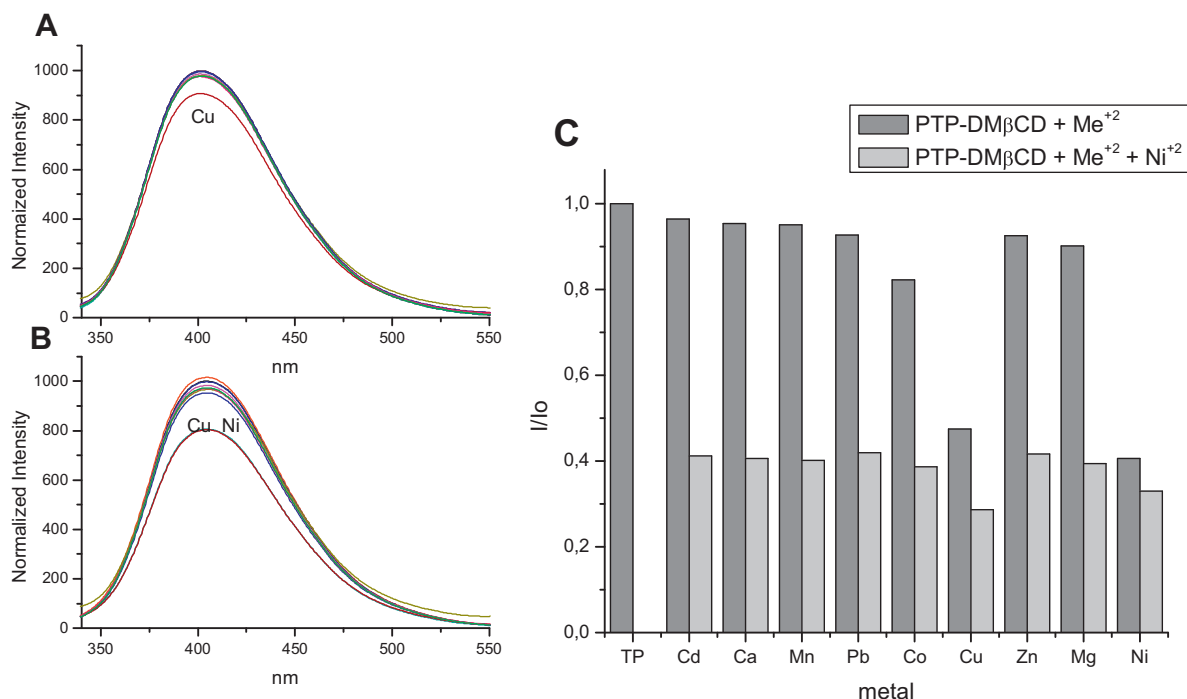 A
Normaized Intensity
1000
800
600
400
200
0
Cu
350 400 450 500 550
nm
B
Normalized Intensity
1000
800
600
400
200
0
Cu Ni
350 400 450 500 550
nm
C
PTP-DMβCD + Me+2
PTP-DMβCD + Me+2 + Ni+2
I/Io
1,0
0,8
0,6
0,4
0,2
0,0
TP Cd Ca Mn Pb Co Cu Zn Mg Ni
metal